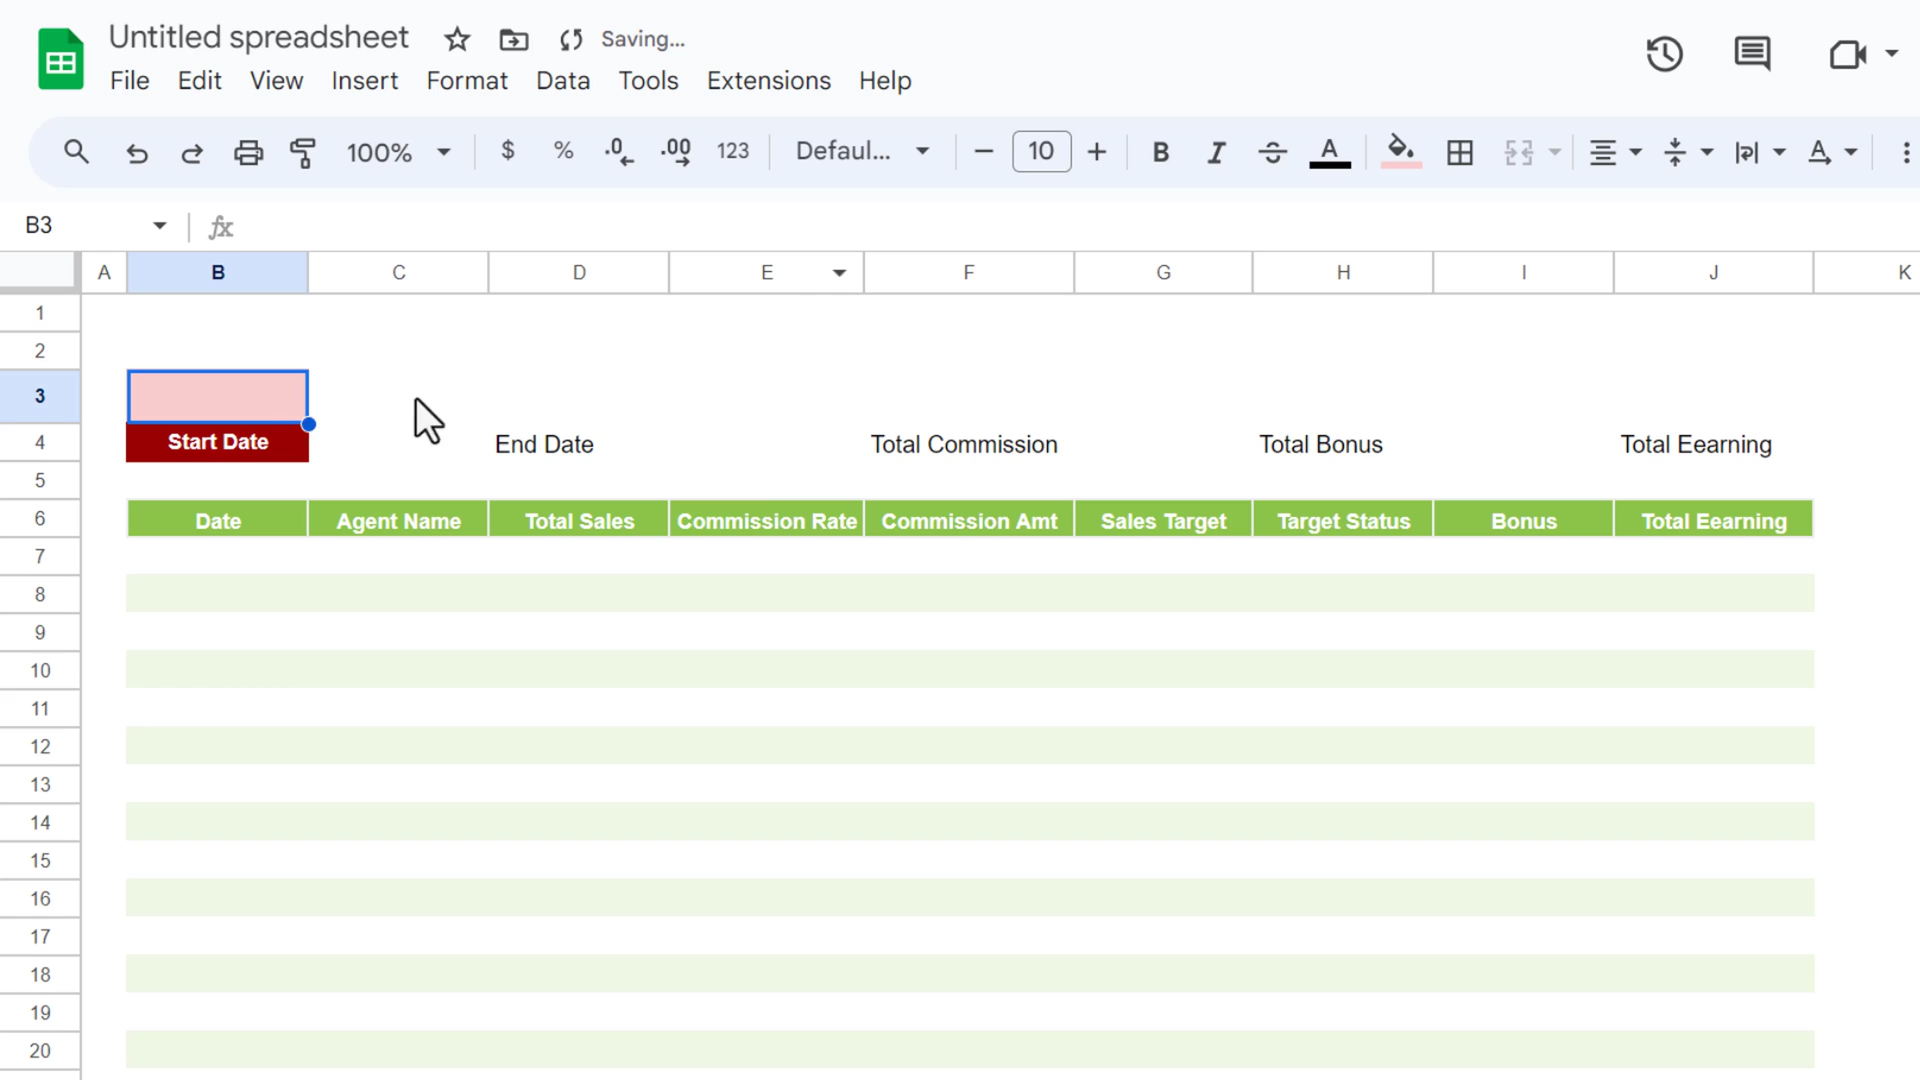 Untitled spreadsheet Saving...
File Edit View Insert Format Data Tools Extensions Help
100% $ % .0 .00 123 Defaul... 10 B I A A
B3 fx
A B C D E F G H I J K
1
2
3
4 Start Date End Date Total Commission Total Bonus Total Eearning
5
6 Date Agent Name Total Sales Commission Rate Commission Amt Sales Target Target Status Bonus Total Eearning
7
8
9
10
11
12
13
14
15
16
17
18
19
20